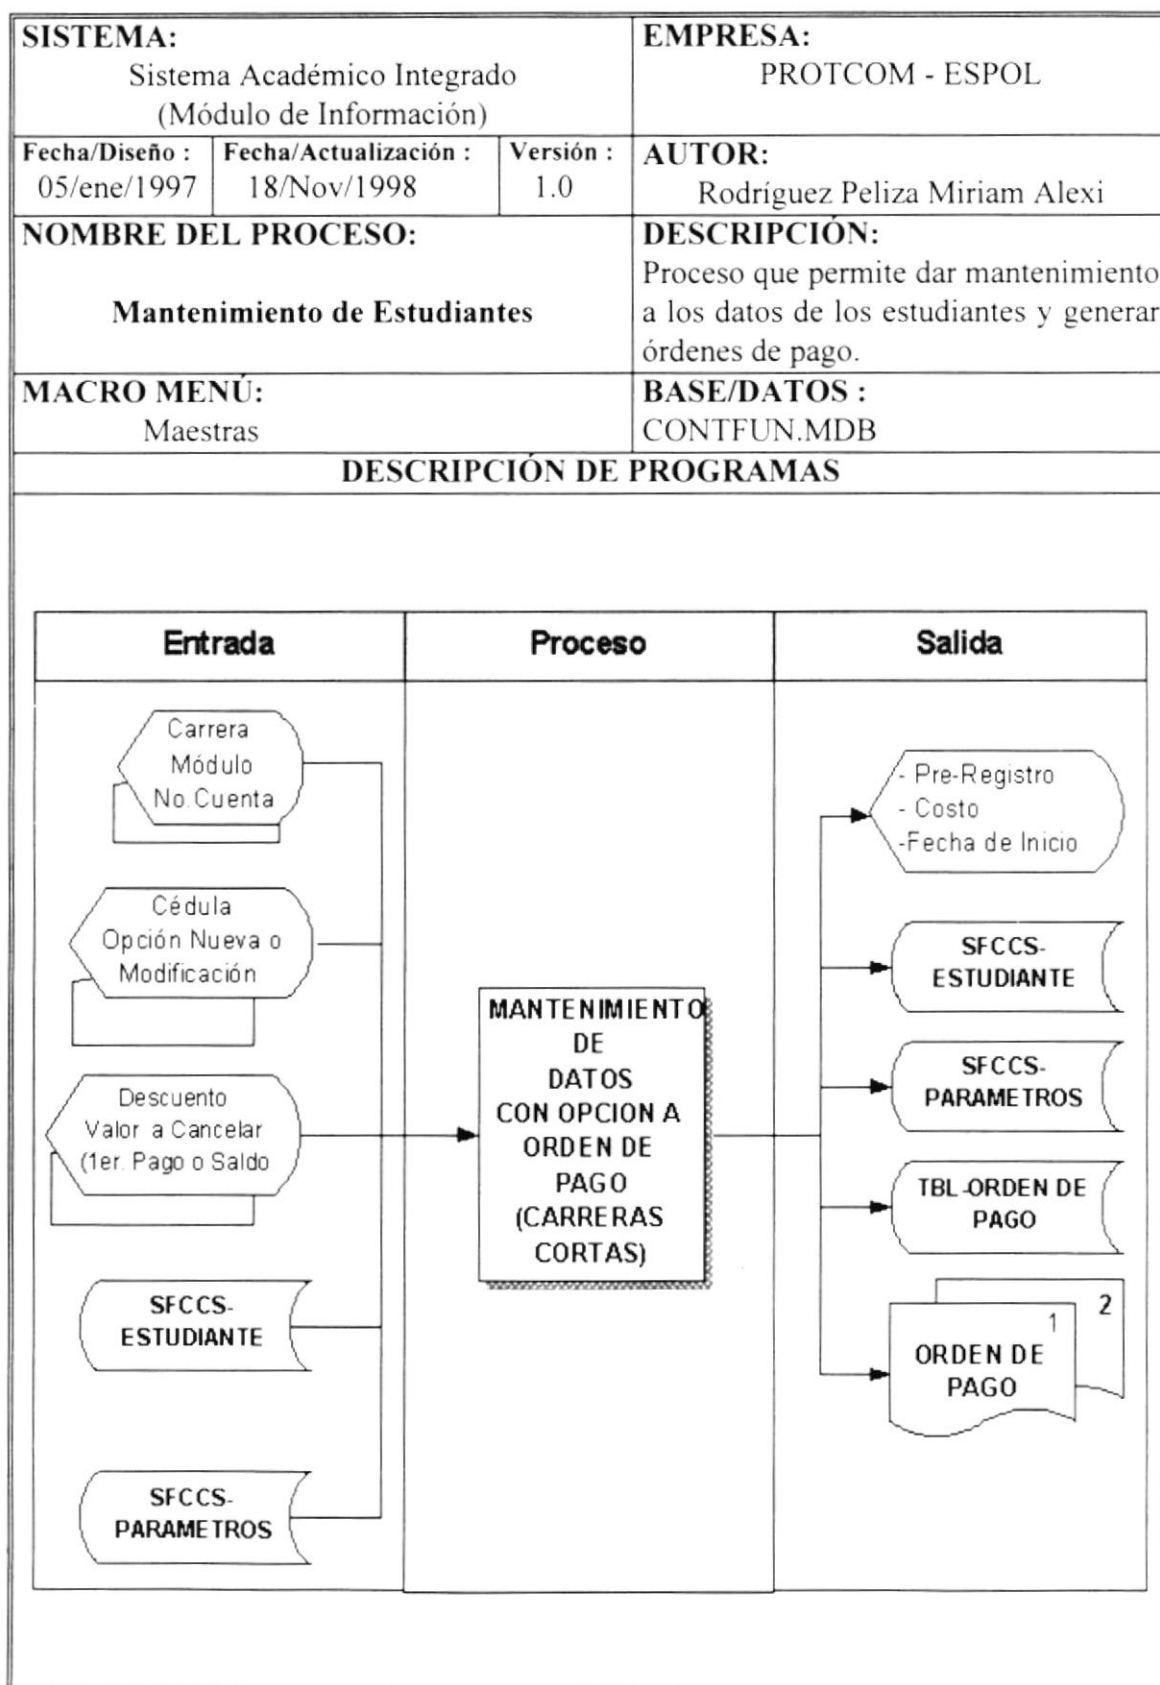 SISTEMA:
Sistema Académico Integrado
(Módulo de Información)
EMPRESA:
PROTCOM - ESPOL
Fecha/Diseño :
05/ene/1997
Fecha/Actualización :
18/Nov/1998
Versión :
1.0
AUTOR:
Rodríguez Peliza Miriam Alexi
NOMBRE DEL PROCESO:
Mantenimiento de Estudiantes
DESCRIPCIÓN:
Proceso que permite dar mantenimiento
a los datos de los estudiantes y generar
órdenes de pago.
MACRO MENÚ:
Maestras
BASE/DATOS :
CONTFUN.MDB
DESCRIPCIÓN DE PROGRAMAS
Entrada
Proceso
Salida
Carrera
Módulo
No.Cuenta
Cédula
Opción Nueva o
Modificación
Descuento
Valor a Cancelar
(1er. Pago o Saldo
SFCCS-
ESTUDIANTE
SFCCS-
PARAMETROS
MANTENIMIENTO
DE
DATOS
CON OPCION A
ORDEN DE
PAGO
(CARRERAS
CORTAS)
- Pre-Registro
- Costo
-Fecha de Inicio
SFCCS-
ESTUDIANTE
SFCCS-
PARAMETROS
TBL-ORDEN DE
PAGO
2
1
ORDEN DE
PAGO